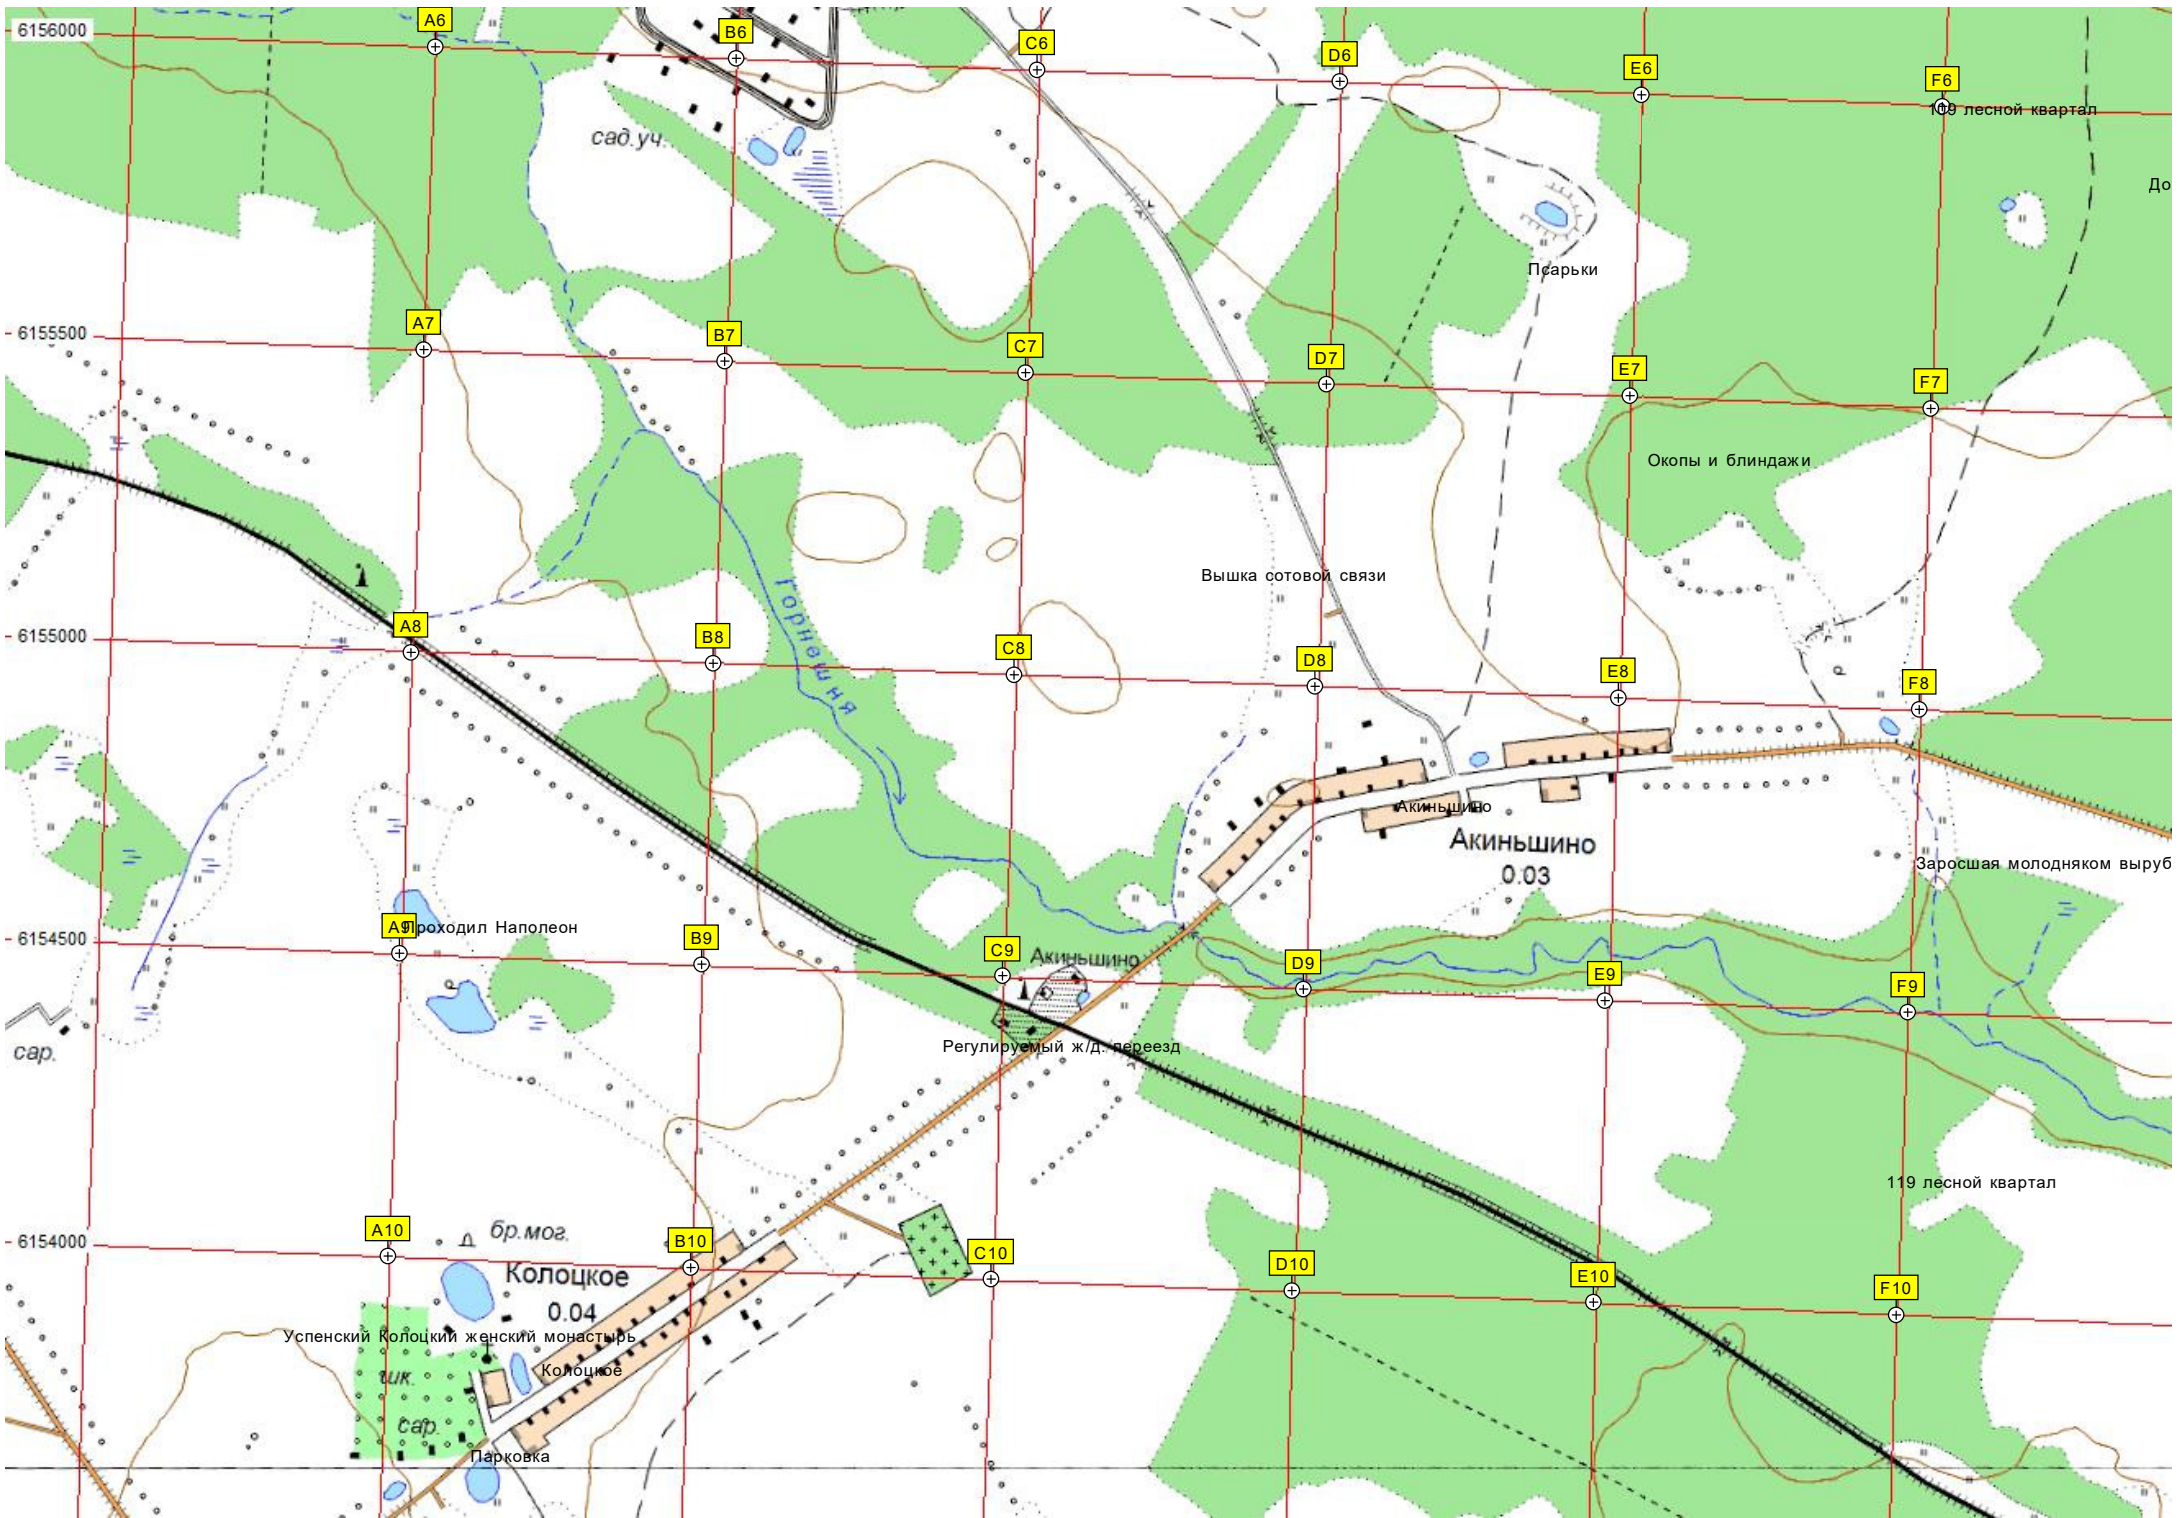 6156000
A6
B6
C6
D6
E6
F6
119 лесной квартал
сад.уч.
До
Псарьки
6155500
A7
B7
C7
D7
E7
F7
Окопы и блиндажи
Вышка сотовой связи
Горнешня
6155000
A8
B8
C8
D8
E8
F8
Акиньшино
Акиньшино
0.03
Заросшая молодняком выруб
6154500
A9
Проходил Наполеон
B9
C9
Акиньшино
D9
E9
F9
сар.
Регулируемый ж/д. переезд
119 лесной квартал
6154000
A10
бр.мог.
B10
C10
D10
E10
F10
Колоцкое
0.04
Успенский Колоцкий женский монастырь
Колоцкое
шк.
сар.
Парковка